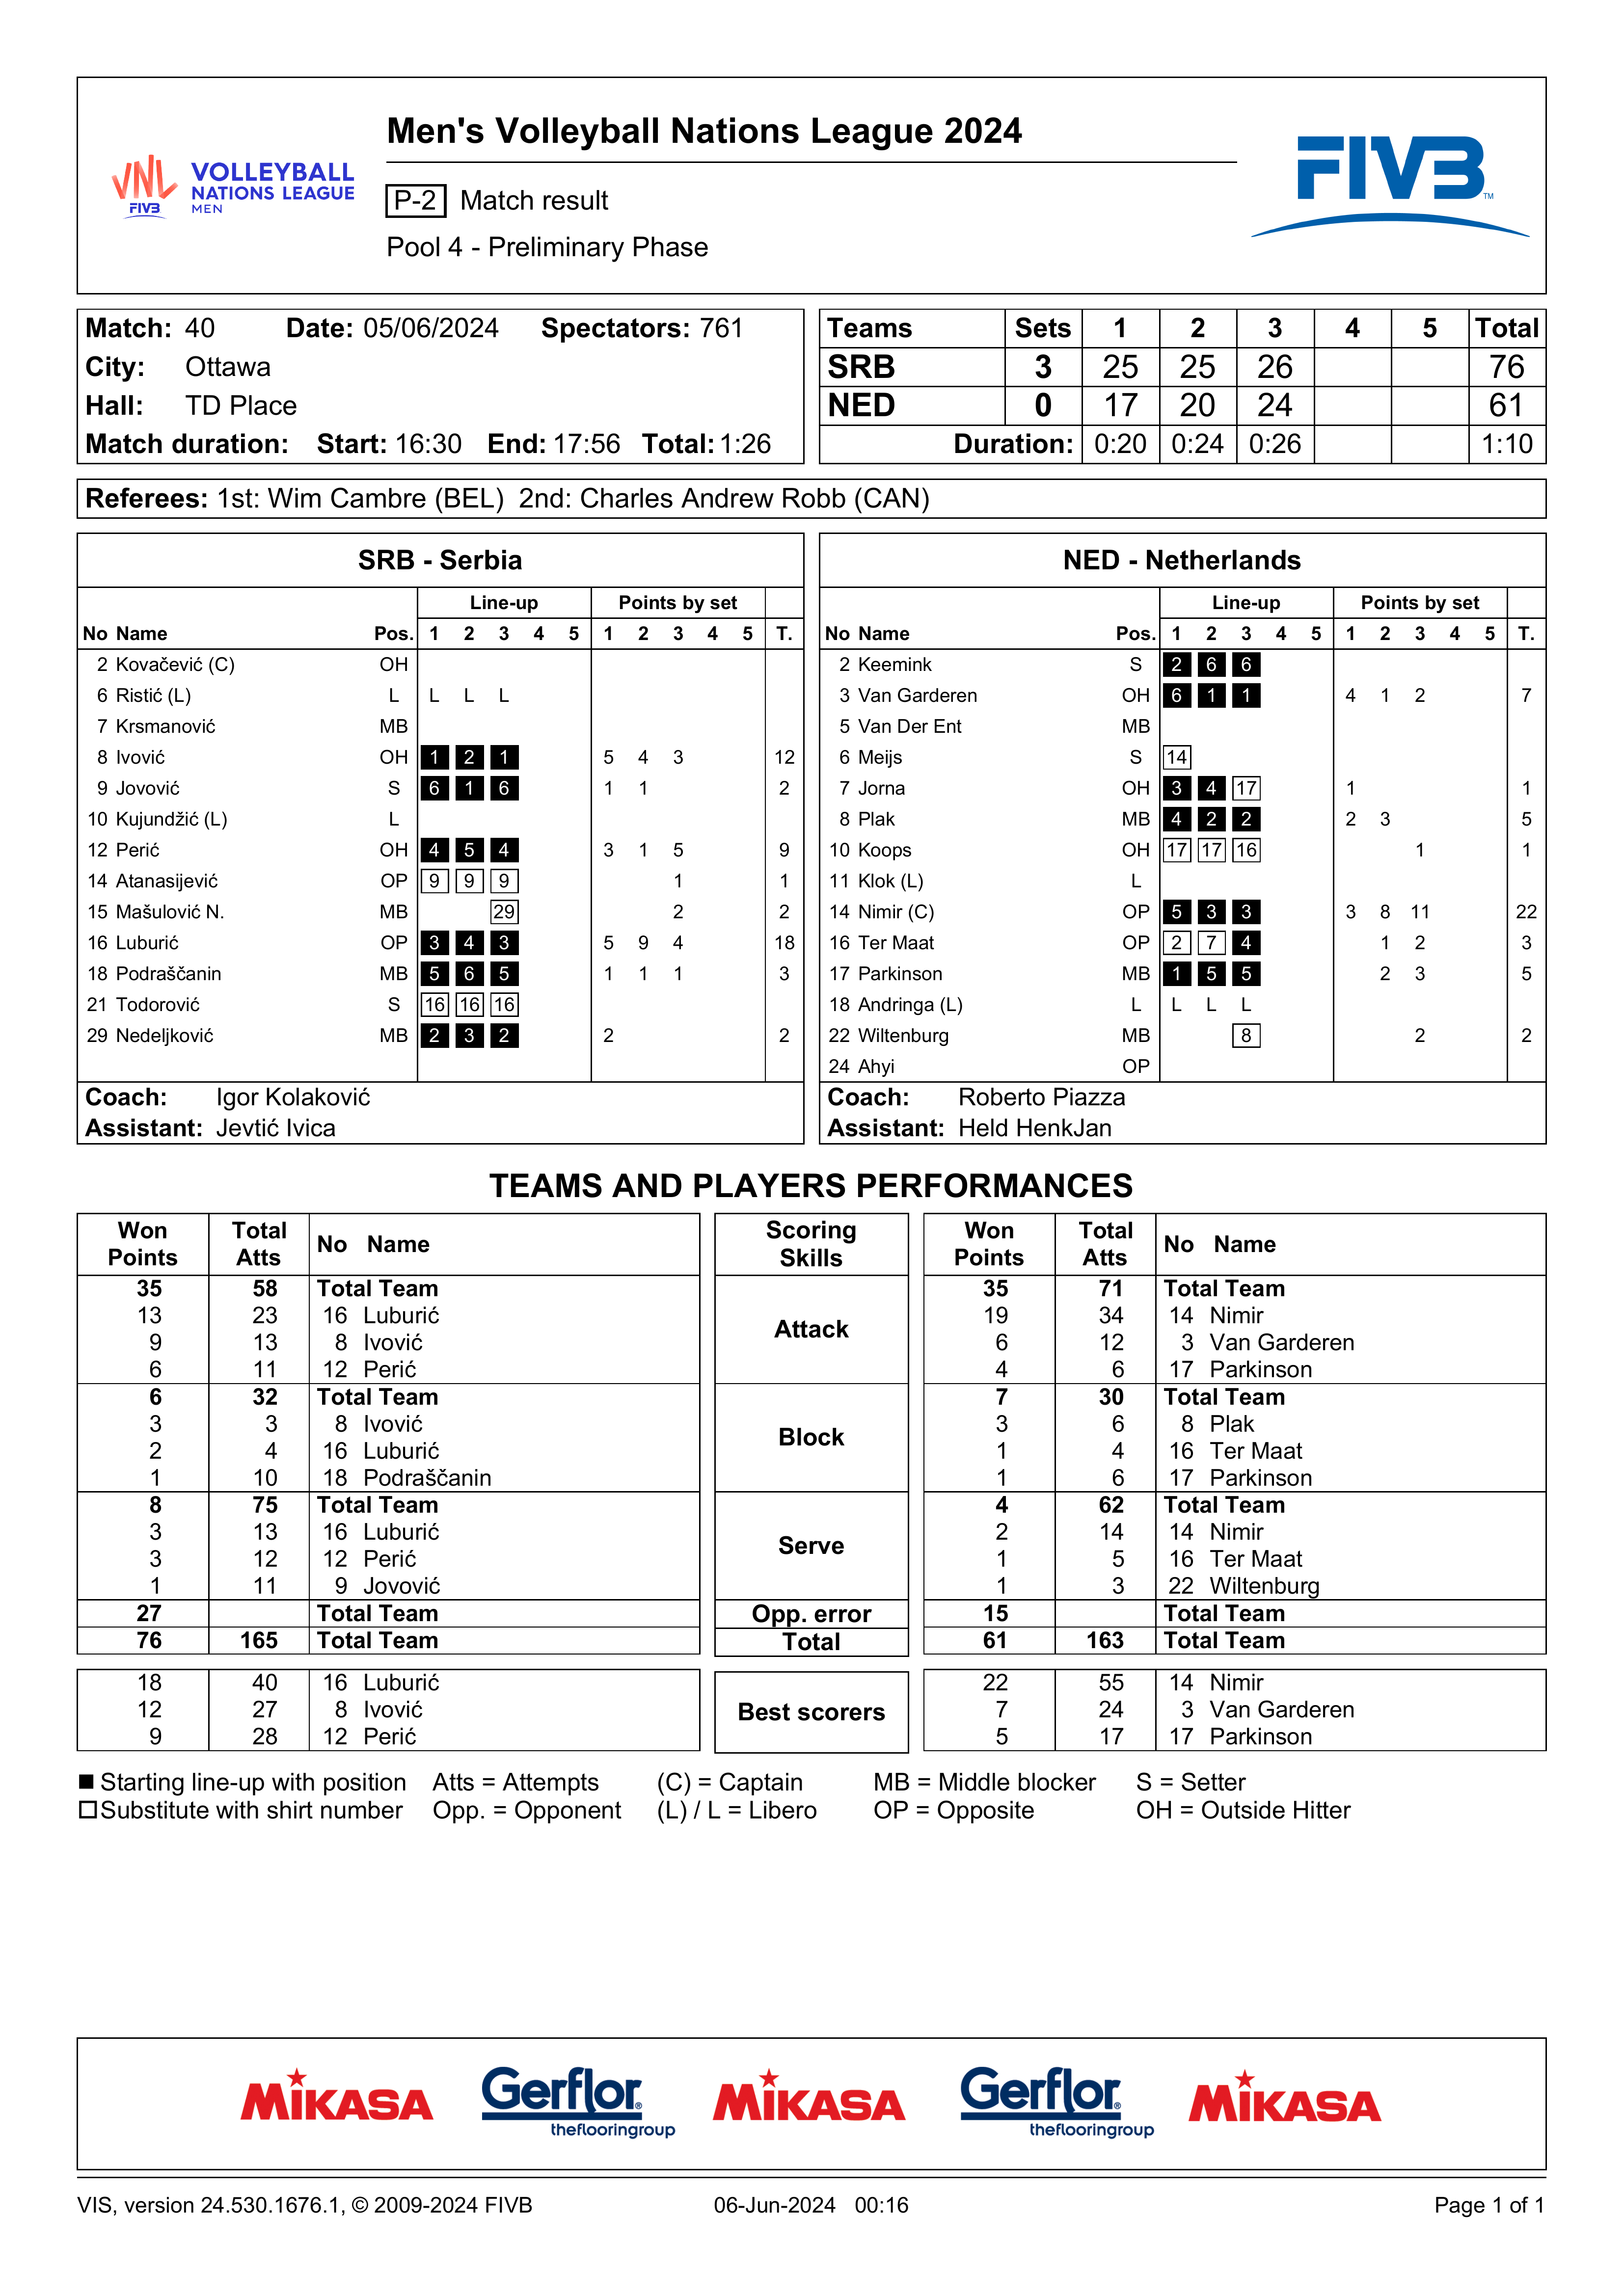 Men's Volleyball Nations League 2024
VNL FIVB VOLLEYBALL NATIONS LEAGUE MEN
P-2 Match result
Pool 4 - Preliminary Phase
FIVB TM
Match: 40 Date: 05/06/2024 Spectators: 761
City: Ottawa
Hall: TD Place
Match duration: Start: 16:30 End: 17:56 Total: 1:26
Teams Sets 1 2 3 4 5 Total
SRB 3 25 25 26 76
NED 0 17 20 24 61
Duration: 0:20 0:24 0:26 1:10
Referees: 1st: Wim Cambre (BEL) 2nd: Charles Andrew Robb (CAN)
SRB - Serbia
Line-up Points by set
No Name Pos. 1 2 3 4 5 1 2 3 4 5 T.
2 Kovačević (C) OH
6 Ristić (L) L L L L
7 Krsmanović MB
8 Ivović OH 1 2 1 5 4 3 12
9 Jovović S 6 1 6 1 1 2
10 Kujundžić (L) L
12 Perić OH 4 5 4 3 1 5 9
14 Atanasijević OP 9 9 9 1 1
15 Mašulović N. MB 29 2 2
16 Luburić OP 3 4 3 5 9 4 18
18 Podraščanin MB 5 6 5 1 1 1 3
21 Todorović S 16 16 16
29 Nedeljković MB 2 3 2 2 2
Coach: Igor Kolaković
Assistant: Jevtić Ivica
NED - Netherlands
Line-up Points by set
No Name Pos. 1 2 3 4 5 1 2 3 4 5 T.
2 Keemink S 2 6 6
3 Van Garderen OH 6 1 1 4 1 2 7
5 Van Der Ent MB
6 Meijs S 14
7 Jorna OH 3 4 17 1 1
8 Plak MB 4 2 2 2 3 5
10 Koops OH 17 17 16 1 1
11 Klok (L) L
14 Nimir (C) OP 5 3 3 3 8 11 22
16 Ter Maat OP 2 7 4 1 2 3
17 Parkinson MB 1 5 5 2 3 5
18 Andringa (L) L L L L
22 Wiltenburg MB 8 2 2
24 Ahyi OP
Coach: Roberto Piazza
Assistant: Held HenkJan
TEAMS AND PLAYERS PERFORMANCES
Won Points Total Atts No Name Scoring Skills Won Points Total Atts No Name
35 58 Total Team Attack 35 71 Total Team
13 23 16 Luburić 19 34 14 Nimir
9 13 8 Ivović 6 12 3 Van Garderen
6 11 12 Perić 4 6 17 Parkinson
6 32 Total Team Block 7 30 Total Team
3 3 8 Ivović 3 6 8 Plak
2 4 16 Luburić 1 4 16 Ter Maat
1 10 18 Podraščanin 1 6 17 Parkinson
8 75 Total Team Serve 4 62 Total Team
3 13 16 Luburić 2 14 14 Nimir
3 12 12 Perić 1 5 16 Ter Maat
1 11 9 Jovović 1 3 22 Wiltenburg
27 Total Team Opp. error 15 Total Team
76 165 Total Team Total 61 163 Total Team
18 40 16 Luburić Best scorers 22 55 14 Nimir
12 27 8 Ivović 7 24 3 Van Garderen
9 28 12 Perić 5 17 17 Parkinson
Starting line-up with position Atts = Attempts (C) = Captain MB = Middle blocker S = Setter
Substitute with shirt number Opp. = Opponent (L) / L = Libero OP = Opposite OH = Outside Hitter
MIKASA Gerflor® theflooringgroup MIKASA Gerflor® theflooringgroup MIKASA
VIS, version 24.530.1676.1, © 2009-2024 FIVB 06-Jun-2024 00:16 Page 1 of 1